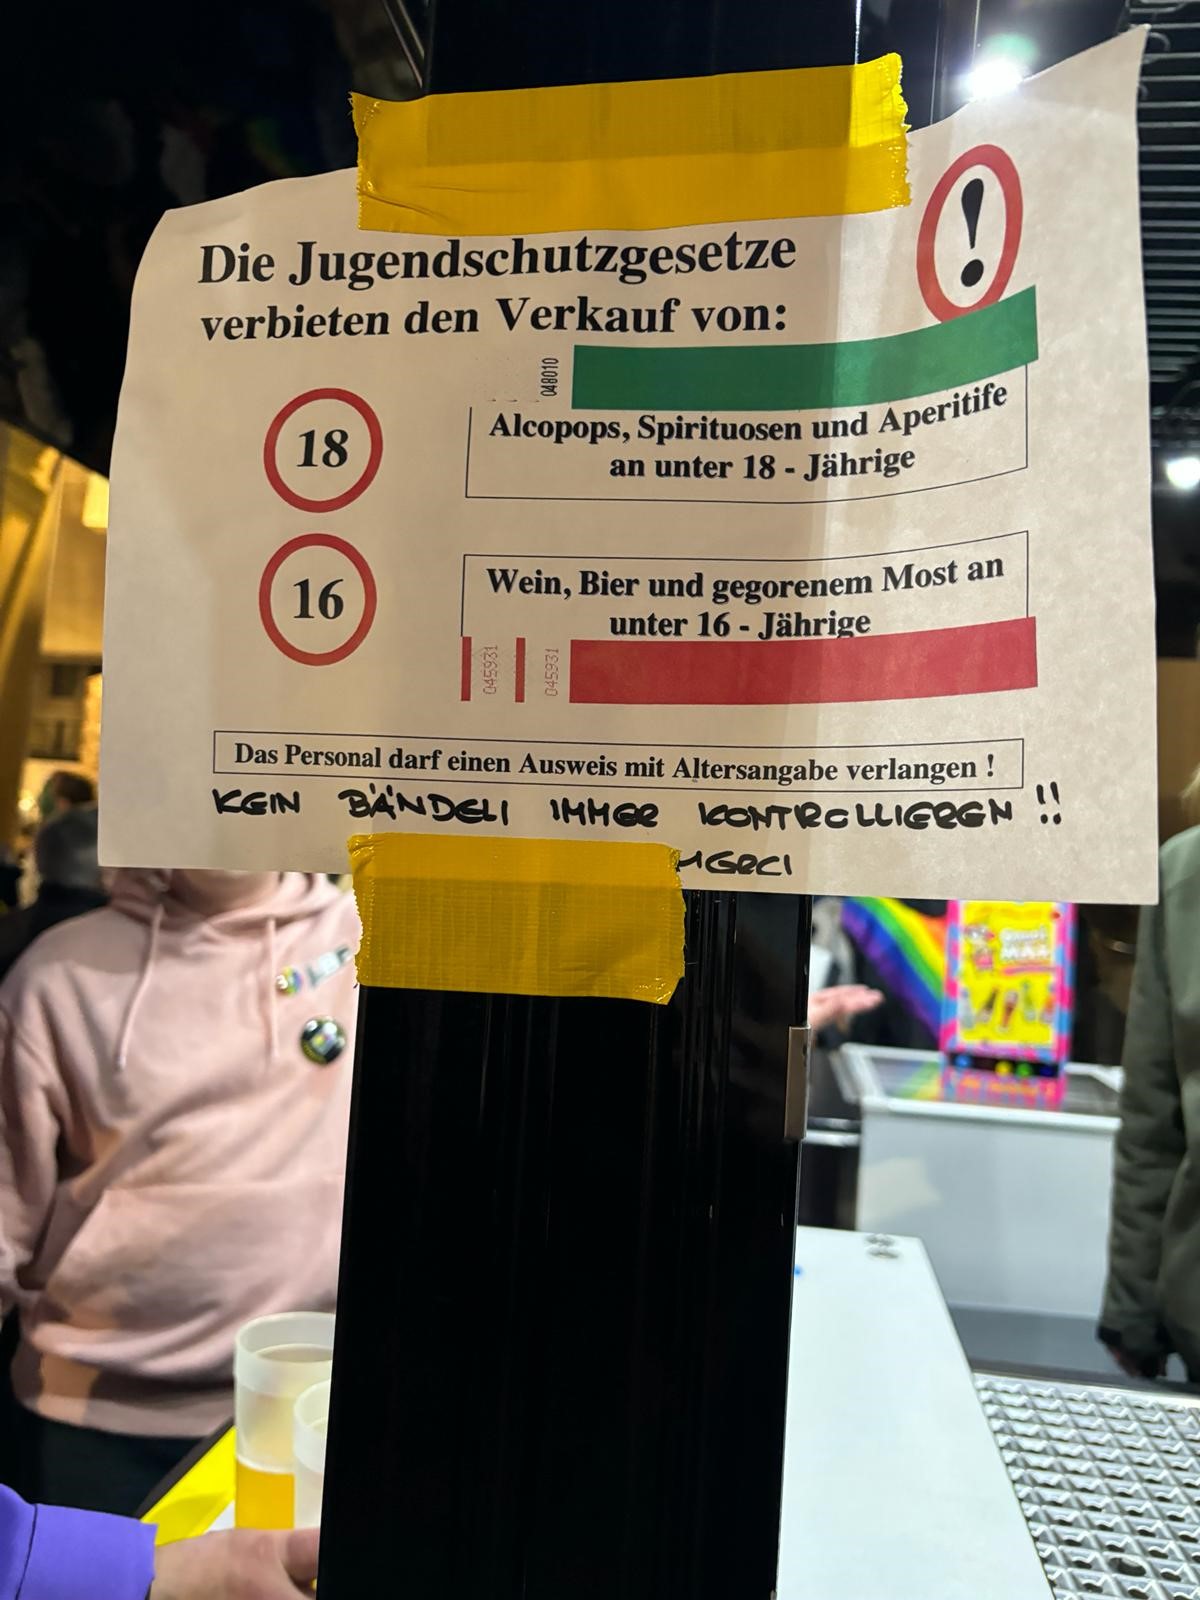 Die Jugendschutzgesetze
verbieten den Verkauf von:
!
048010
18
Alcopops, Spirituosen und Aperitife
an unter 18 - Jährige
16
Wein, Bier und gegorenem Most an
unter 16 - Jährige
045931
045931
Das Personal darf einen Ausweis mit Altersangabe verlangen !
KEIN BÄNDELI IMMER KONTROLLIEREN !!
MERCI